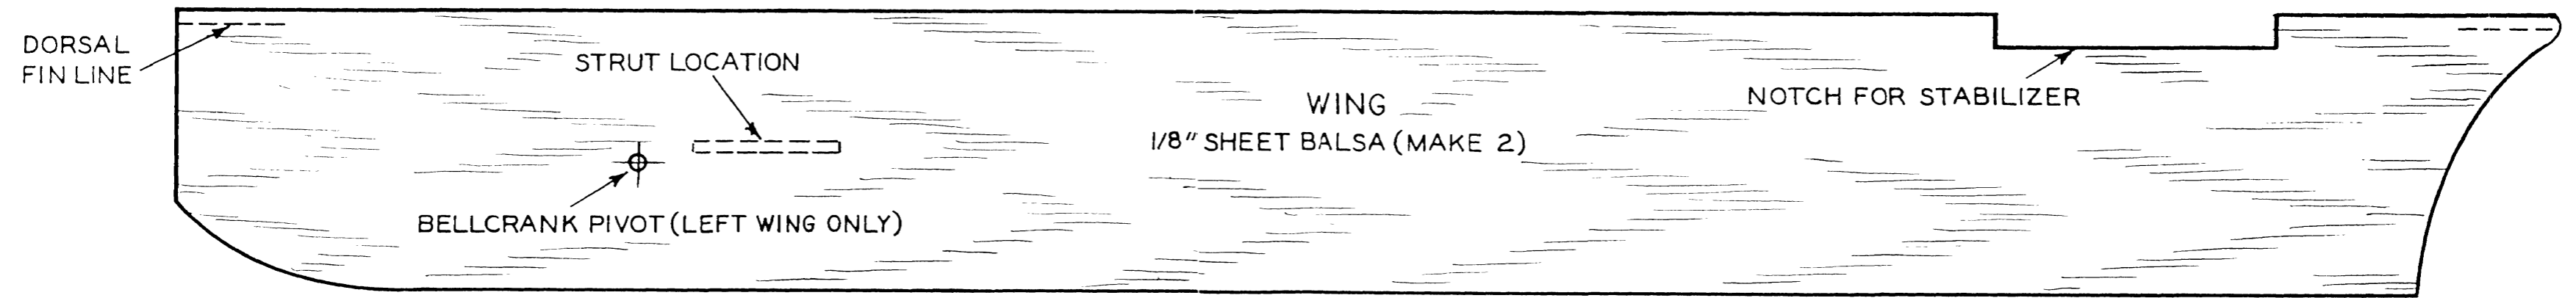 DORSAL
FIN LINE
STRUT LOCATION
BELLCRANK PIVOT (LEFT WING ONLY)
WING
1/8" SHEET BALSA (MAKE 2)
NOTCH FOR STABILIZER